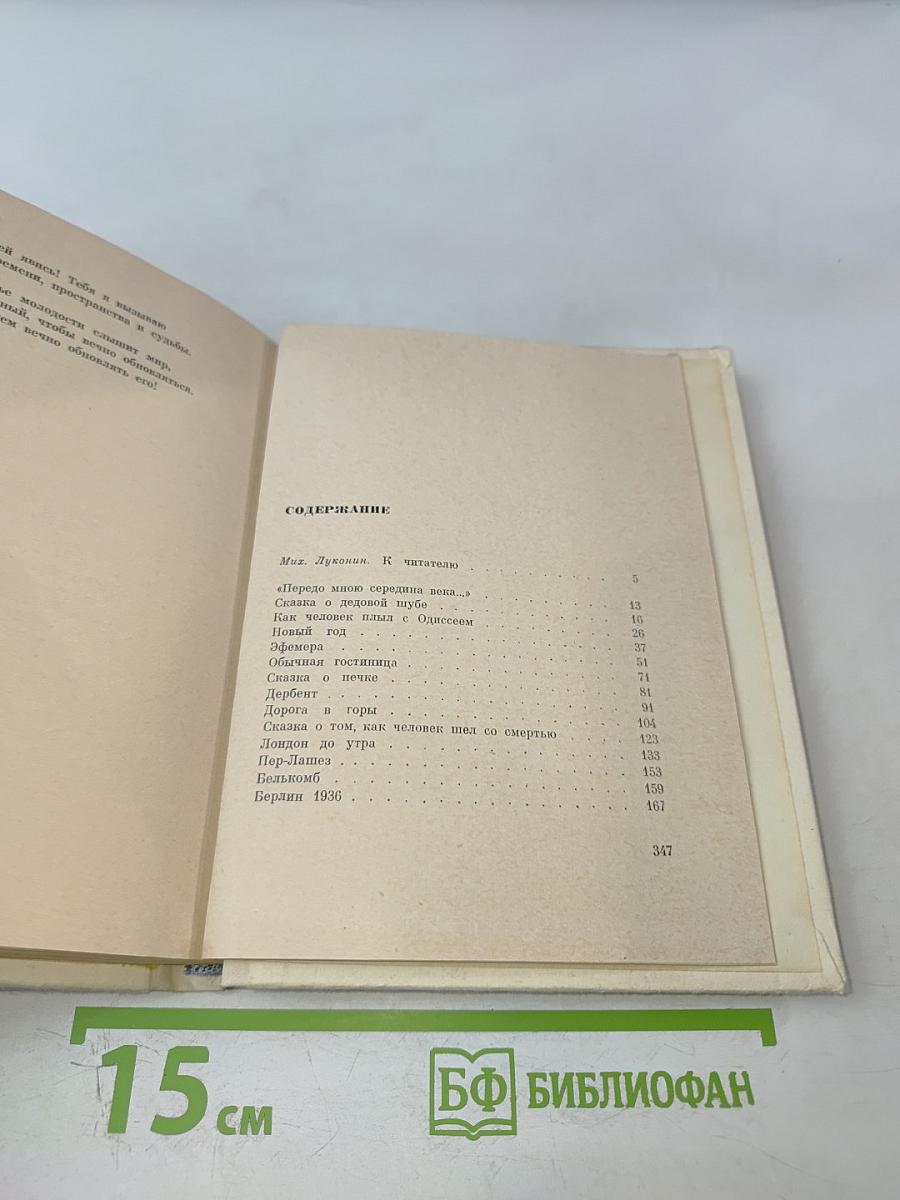 ей явись! Тебя я вызываю
ремени, пространства и судьбы.
ье молодости слышит мир,
ный, чтобы вечно обновляться.
ем вечно обновлять его!
СОДЕРЖАНИЕ
Мих. Луконин. К читателю . . . . . . . . 5
«Передо мною середина века...» . . . . . . . . 13
Сказка о дедовой шубе . . . . . . . . 16
Как человек плыл с Одиссеем . . . . . . . . 26
Новый год . . . . . . . . 37
Эфемера . . . . . . . . 51
Обычная гостиница . . . . . . . . 71
Сказка о печке . . . . . . . . 81
Дербент . . . . . . . . 91
Дорога в горы . . . . . . . . 104
Сказка о том, как человек шел со смертью . . . . 123
Лондон до утра . . . . . . . . 133
Пер-Лашез . . . . . . . . 153
Белькомб . . . . . . . . 159
Берлин 1936 . . . . . . . . 167
347
15 см
БФ БИБЛИОФАН